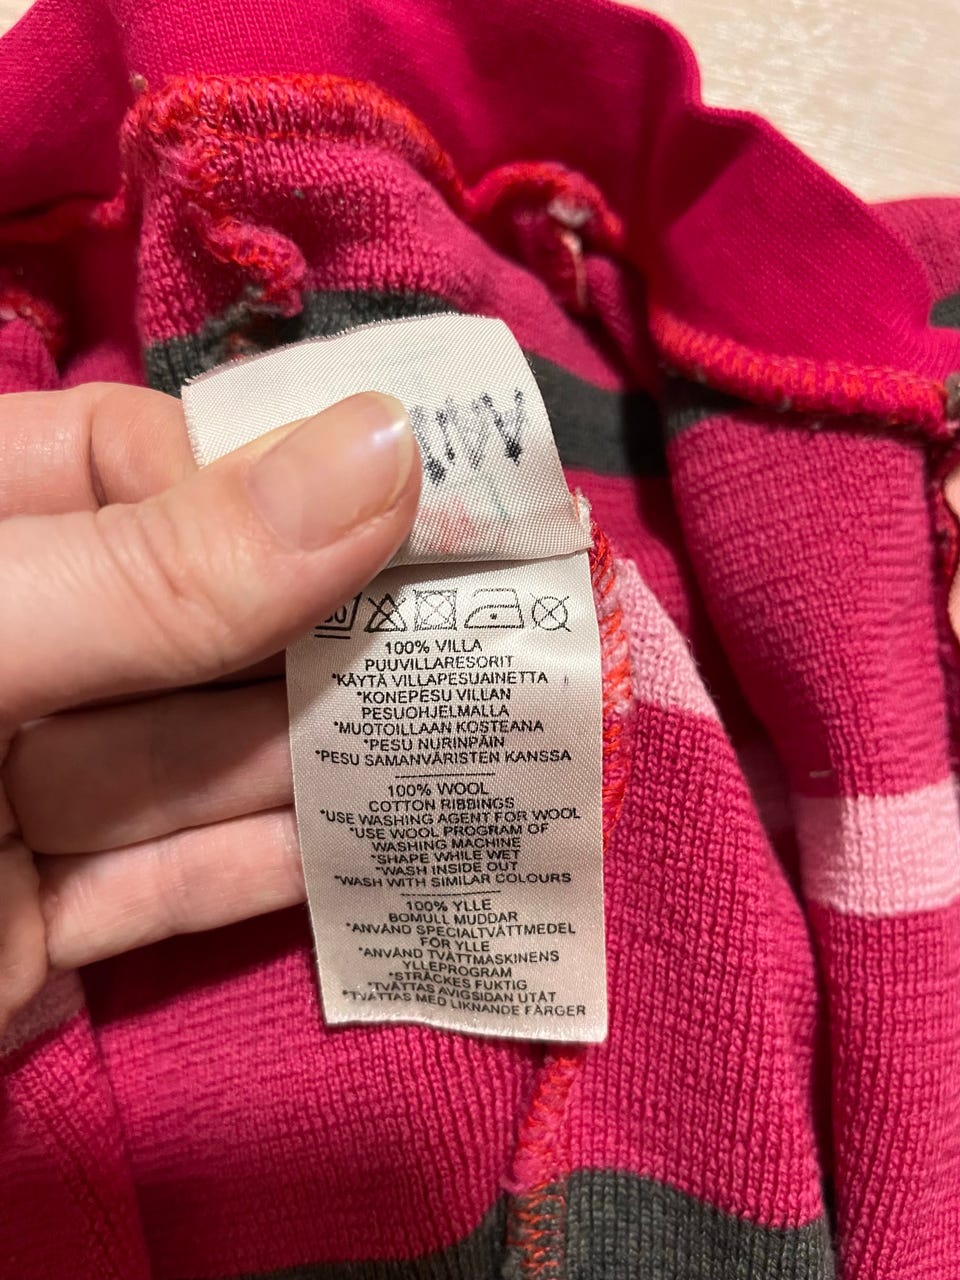 100% VILLA
PUUVILLARESORIT
*KÄYTÄ VILLAPESUAINETTA
*KONEPESU VILLAN
PESUOHJELMALLA
*MUOTOILLAAN KOSTEANA
*PESU NURINPÄIN
*PESU SAMANVÄRISTEN KANSSA
100% WOOL
COTTON RIBBINGS
*USE WASHING AGENT FOR WOOL
*USE WOOL PROGRAM OF
WASHING MACHINE
*SHAPE WHILE WET
*WASH INSIDE OUT
*WASH WITH SIMILAR COLOURS
100% YLLE
BOMULL MUDDAR
*ANVÄND SPECIALTVÄTTMEDEL
FÖR YLLE
*ANVÄND TVÄTTMASKINENS
YLLEPROGRAM
*STRÄCKES FUKTIG
*TVÄTTAS AVIGSIDAN UTÅT
*TVÄTTAS MED LIKNANDE FÄRGER